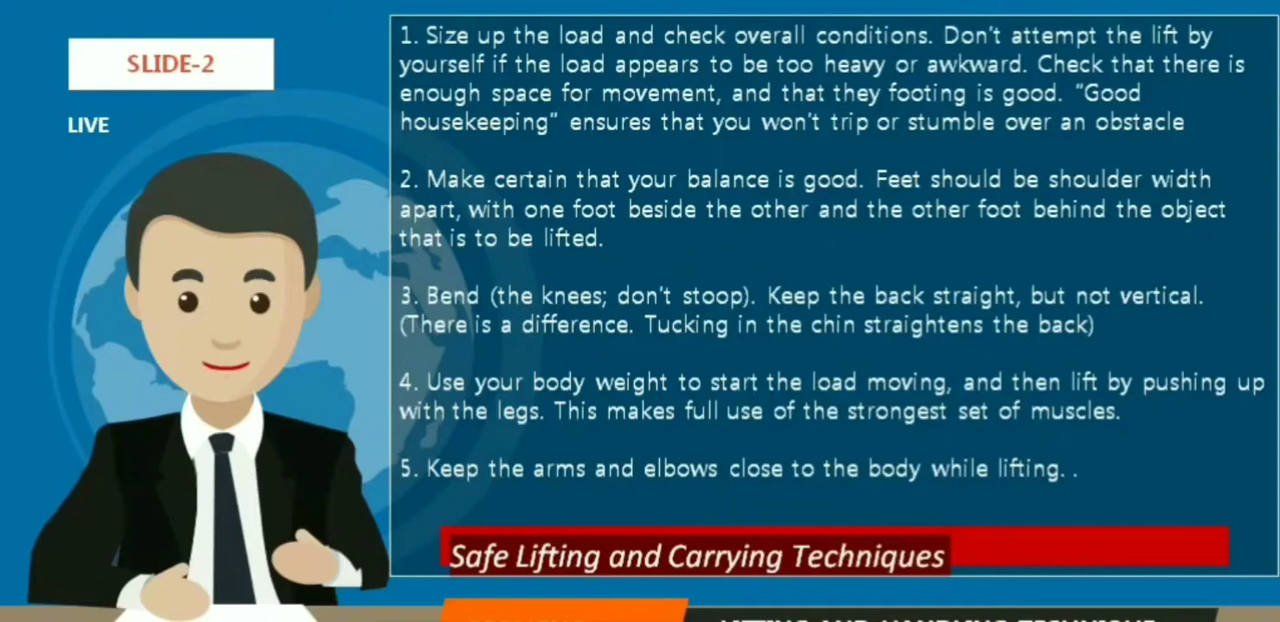 SLIDE-2
LIVE
1. Size up the load and check overall conditions. Don't attempt the lift by
yourself if the load appears to be too heavy or awkward. Check that there is
enough space for movement, and that they footing is good. "Good
housekeeping" ensures that you won't trip or stumble over an obstacle
2. Make certain that your balance is good. Feet should be shoulder width
apart, with one foot beside the other and the other foot behind the object
that is to be lifted.
3. Bend (the knees; don't stoop). Keep the back straight, but not vertical.
(There is a difference. Tucking in the chin straightens the back)
4. Use your body weight to start the load moving, and then lift by pushing up
with the legs. This makes full use of the strongest set of muscles.
5. Keep the arms and elbows close to the body while lifting. .
Safe Lifting and Carrying Techniques